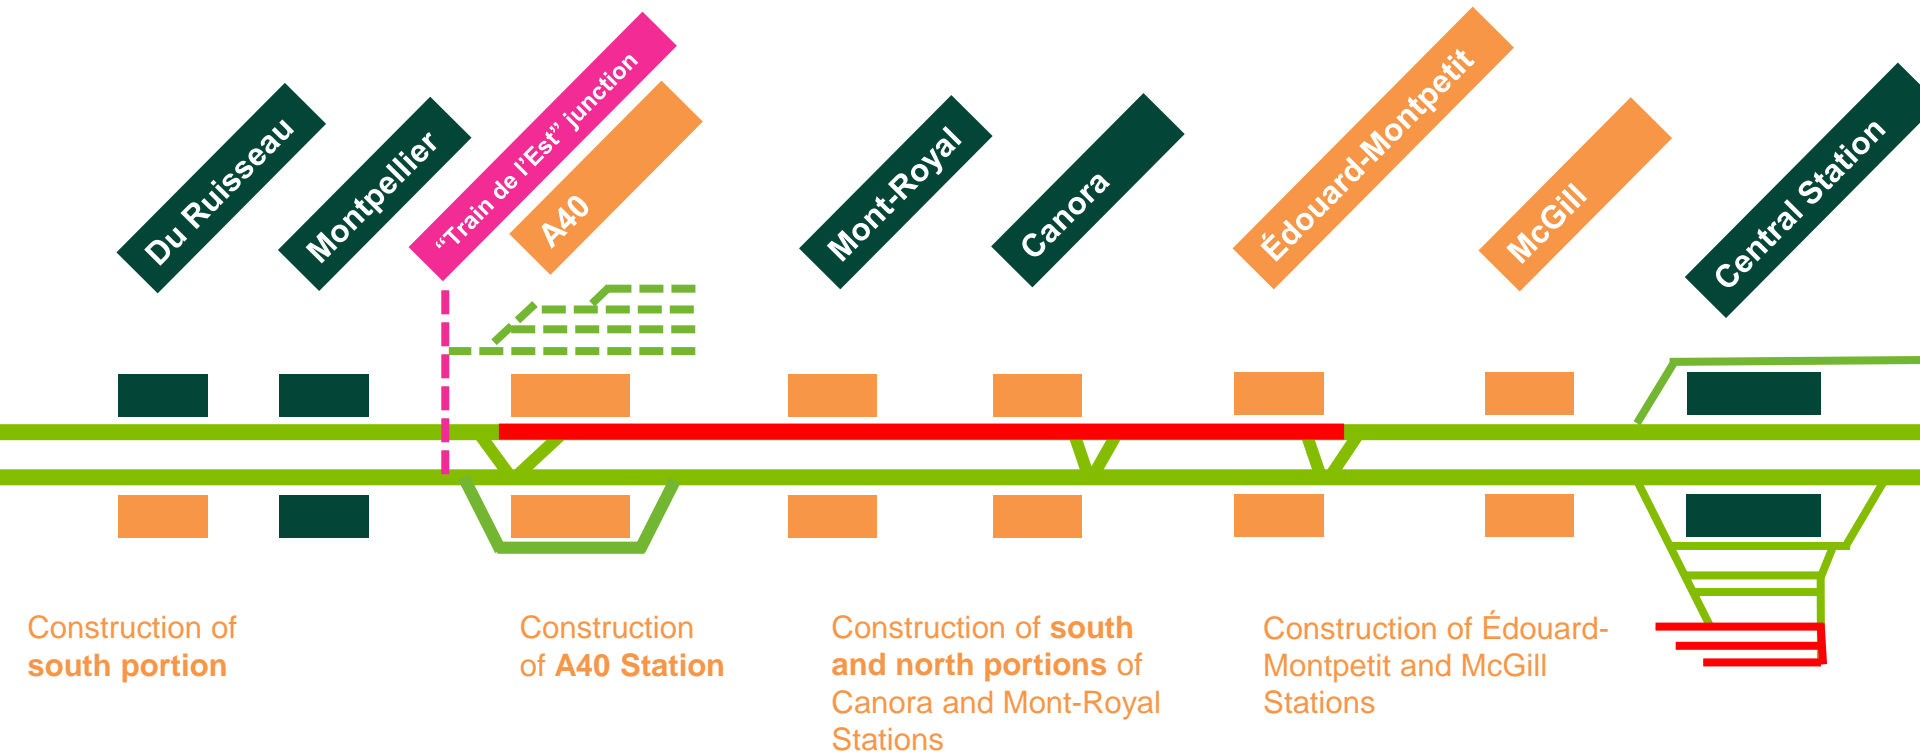 Du Ruisseau
Montpellier
“Train de l’Est” junction
A40
Mont-Royal
Canora
Édouard-Montpetit
McGill
Central Station
Construction of
south portion
Construction
of A40 Station
Construction of south
and north portions of
Canora and Mont-Royal
Stations
Construction of Édouard-
Montpetit and McGill
Stations